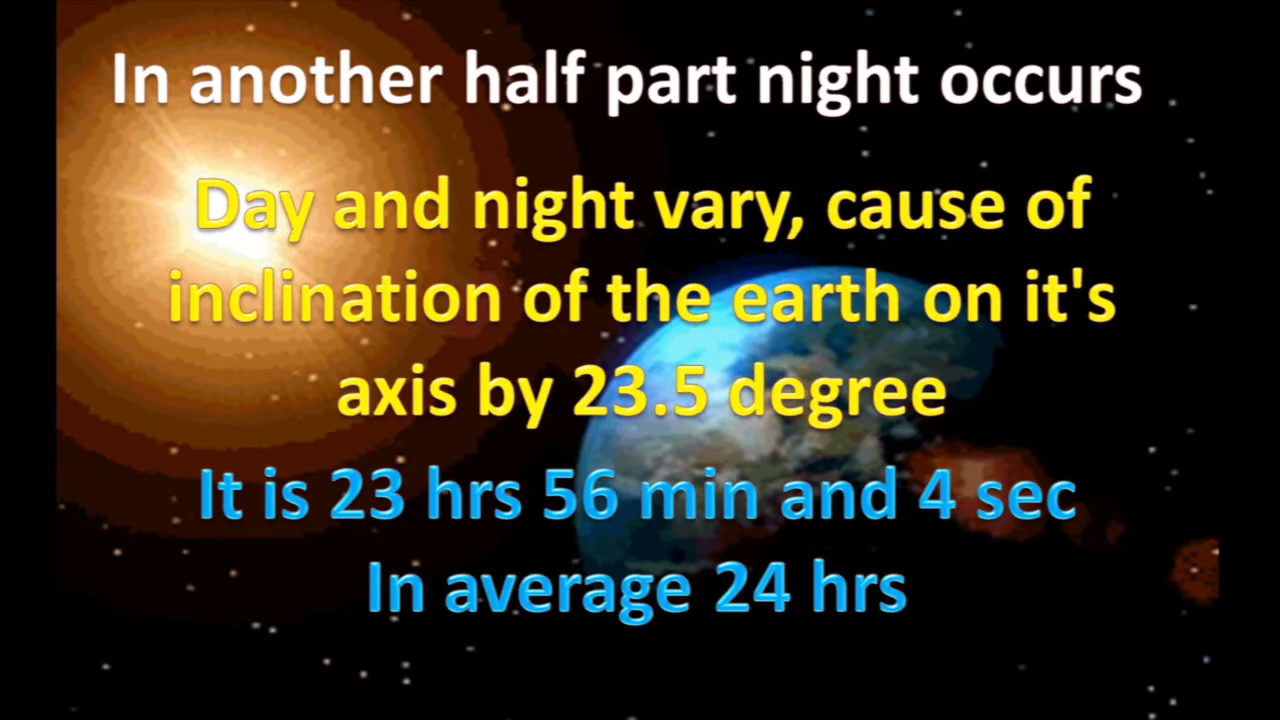 In another half part night occurs
Day and night vary, cause of
inclination of the earth on it's
axis by 23.5 degree
It is 23 hrs 56 min and 4 sec
In average 24 hrs